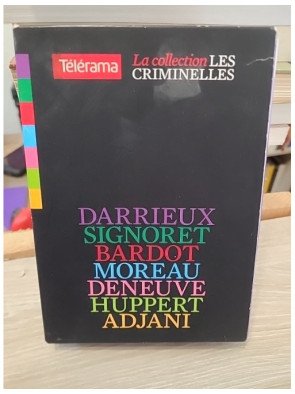 Télérama
La collection LES
CRIMINELLES
DARRIEUX
SIGNORET
BARDOT
MOREAU
DENEUVE
HUPPERT
ADJANI